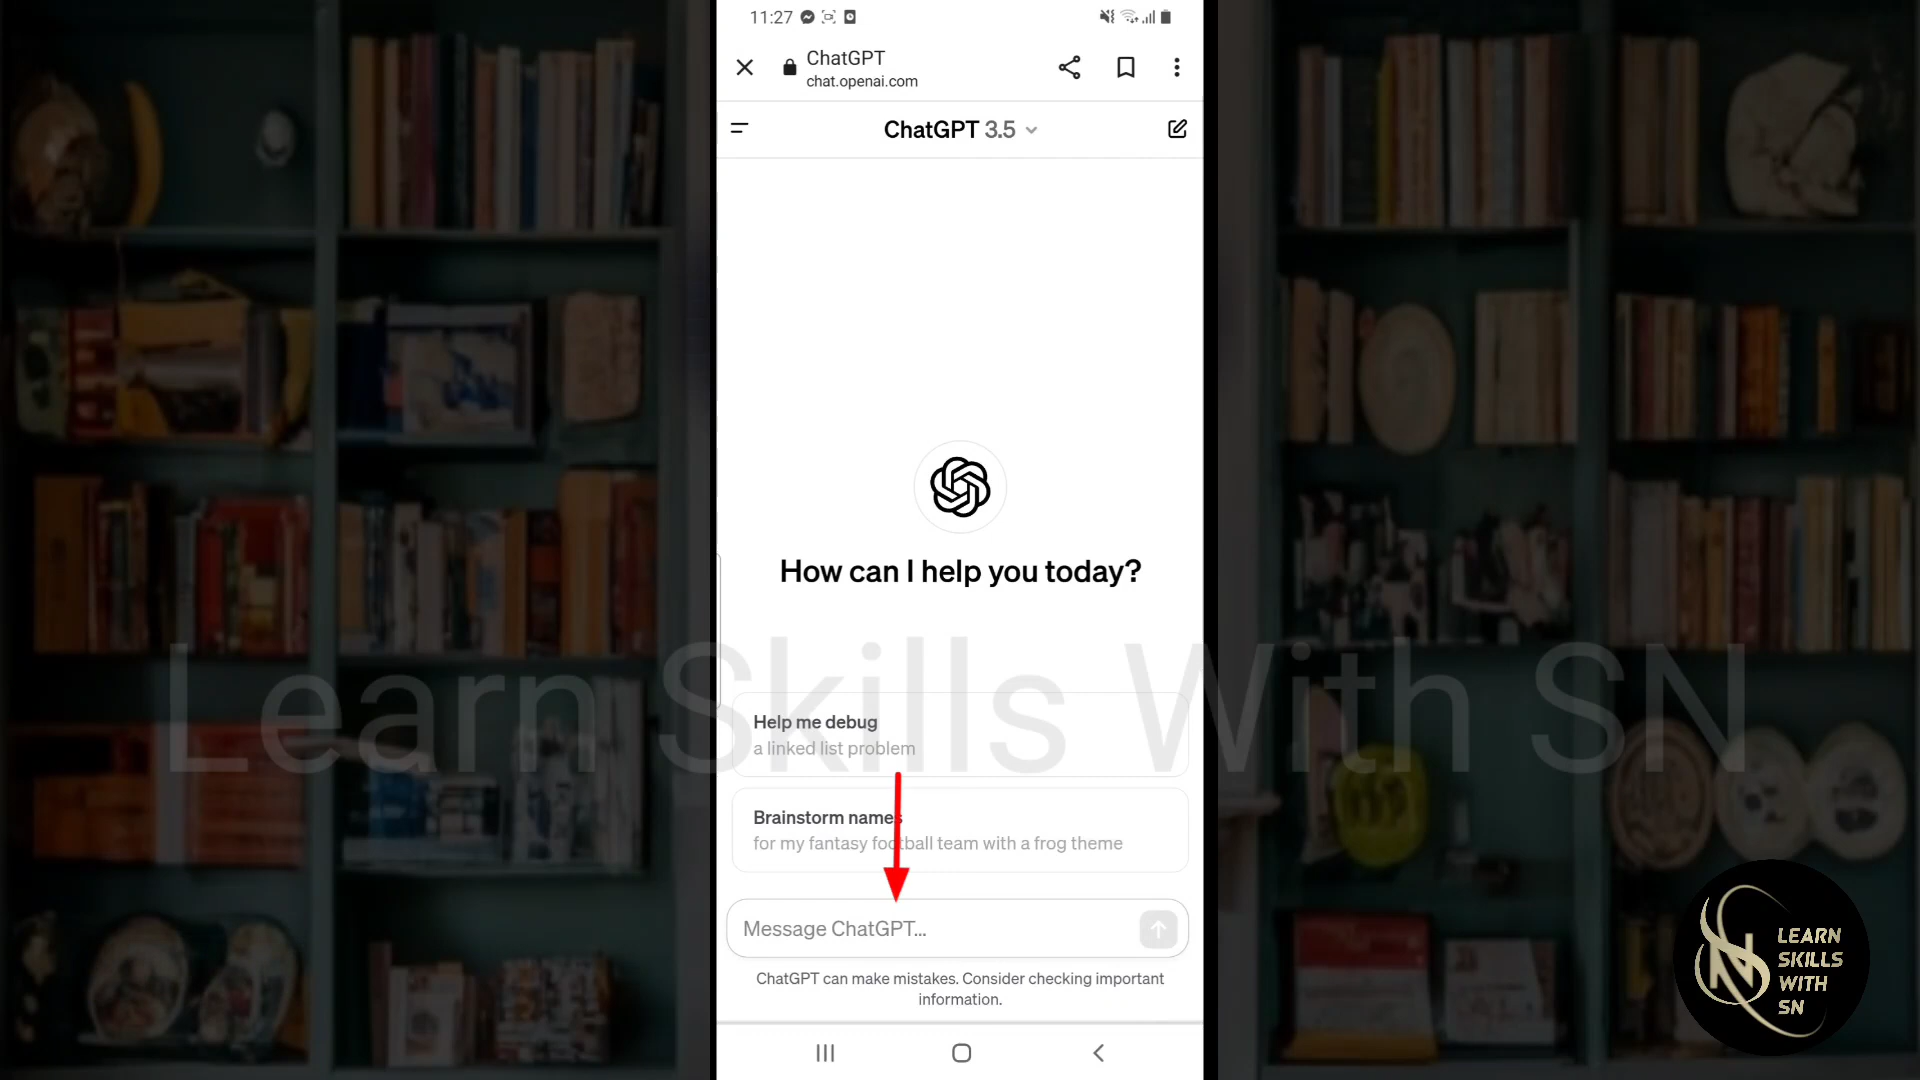 11:27
ChatGPT
chat.openai.com
ChatGPT 3.5
How can I help you today?
Learn Skills With SN
Help me debug
a linked list problem
Brainstorm names
for my fantasy football team with a frog theme
Message ChatGPT...
ChatGPT can make mistakes. Consider checking important
information.
LEARN
SKILLS
WITH
SN